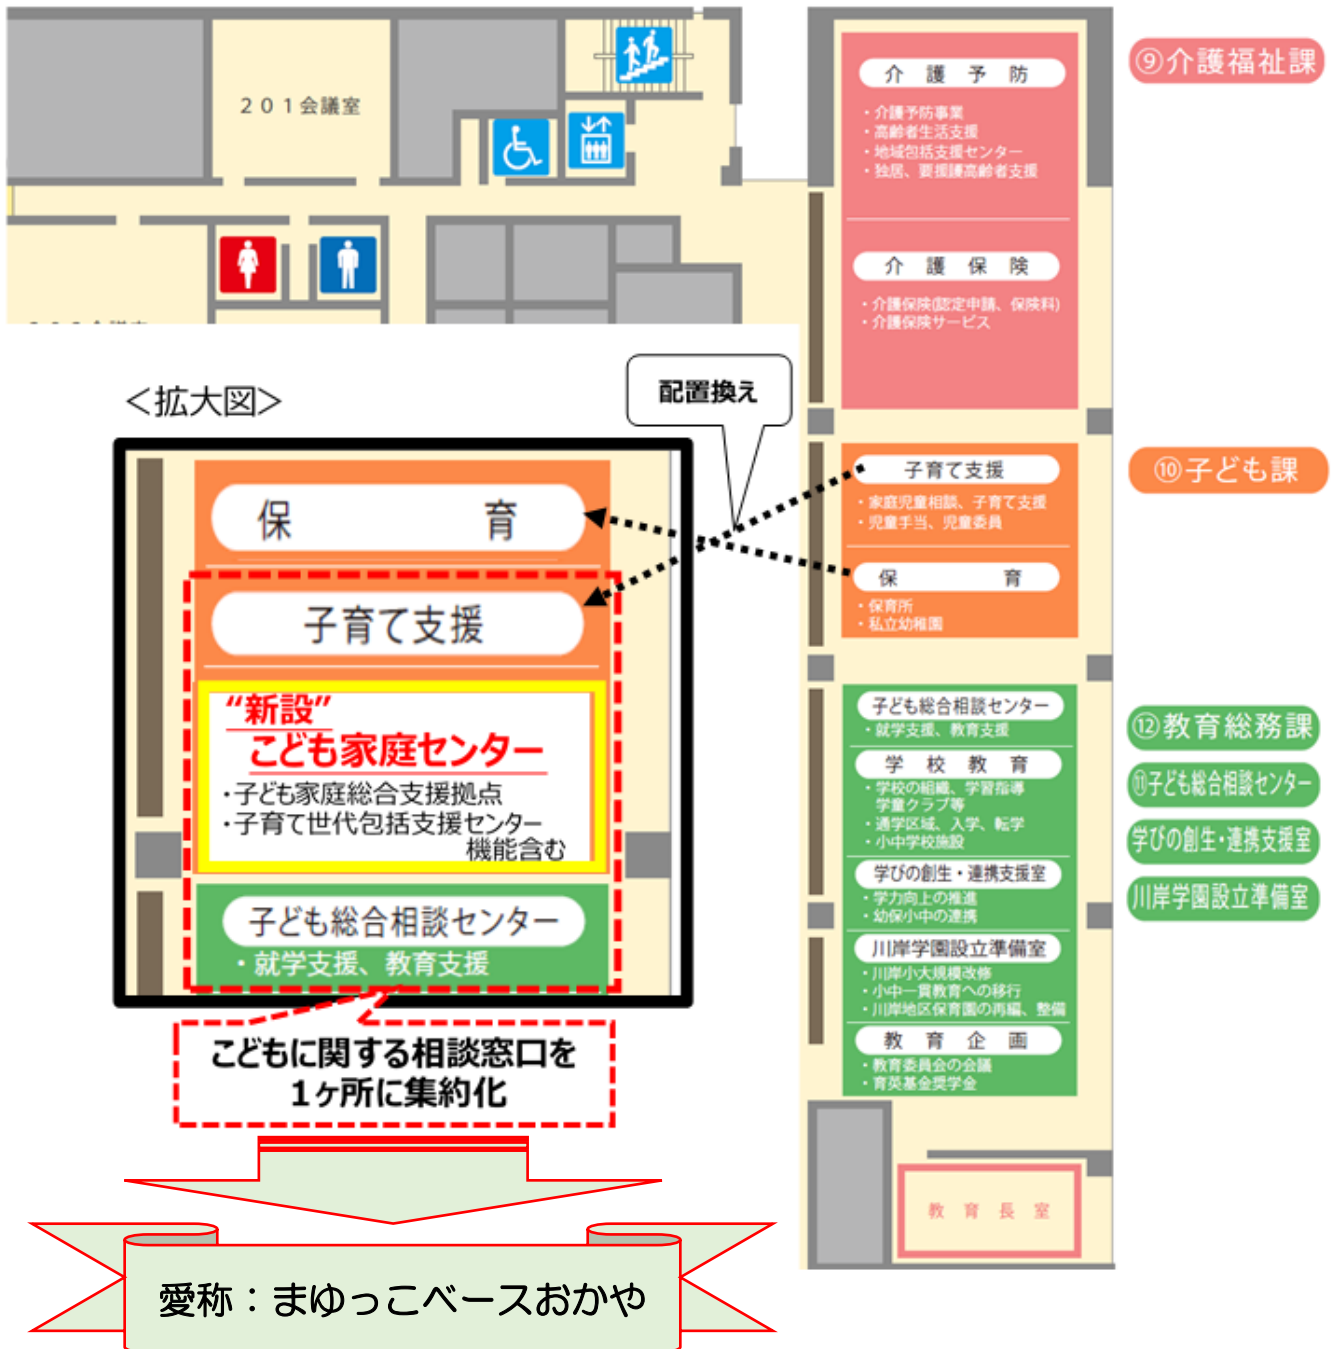 201会議室
介護予防
・介護予防事業
・高齢者生活支援
・地域包括支援センター
・独居、要援護高齢者支援
介護保険
・介護保険(認定申請、保険料)
・介護保険サービス
⑨介護福祉課
子育て支援
・家庭児童相談、子育て支援
・児童手当、児童委員
保育
・保育所
・私立幼稚園
⑩子ども課
子ども総合相談センター
・就学支援、教育支援
学校教育
・学校の組織、学習指導
学童クラブ等
・通学区域、入学、転学
・小中学校施設
学びの創生・連携支援室
・学力向上の推進
・幼保小中の連携
川岸学園設立準備室
・川岸小大規模改修
・小中一貫教育への移行
・川岸地区保育園の再編、整備
教育企画
・教育委員会の会議
・育英基金奨学金
⑫教育総務課
⑪子ども総合相談センター
学びの創生・連携支援室
川岸学園設立準備室
教育長室
配置換え
＜拡大図＞
保育
子育て支援
“新設”
こども家庭センター
・子ども家庭総合支援拠点
・子育て世代包括支援センター
機能含む
子ども総合相談センター
・就学支援、教育支援
こどもに関する相談窓口を
1ヶ所に集約化
愛称：まゆっこベースおかや